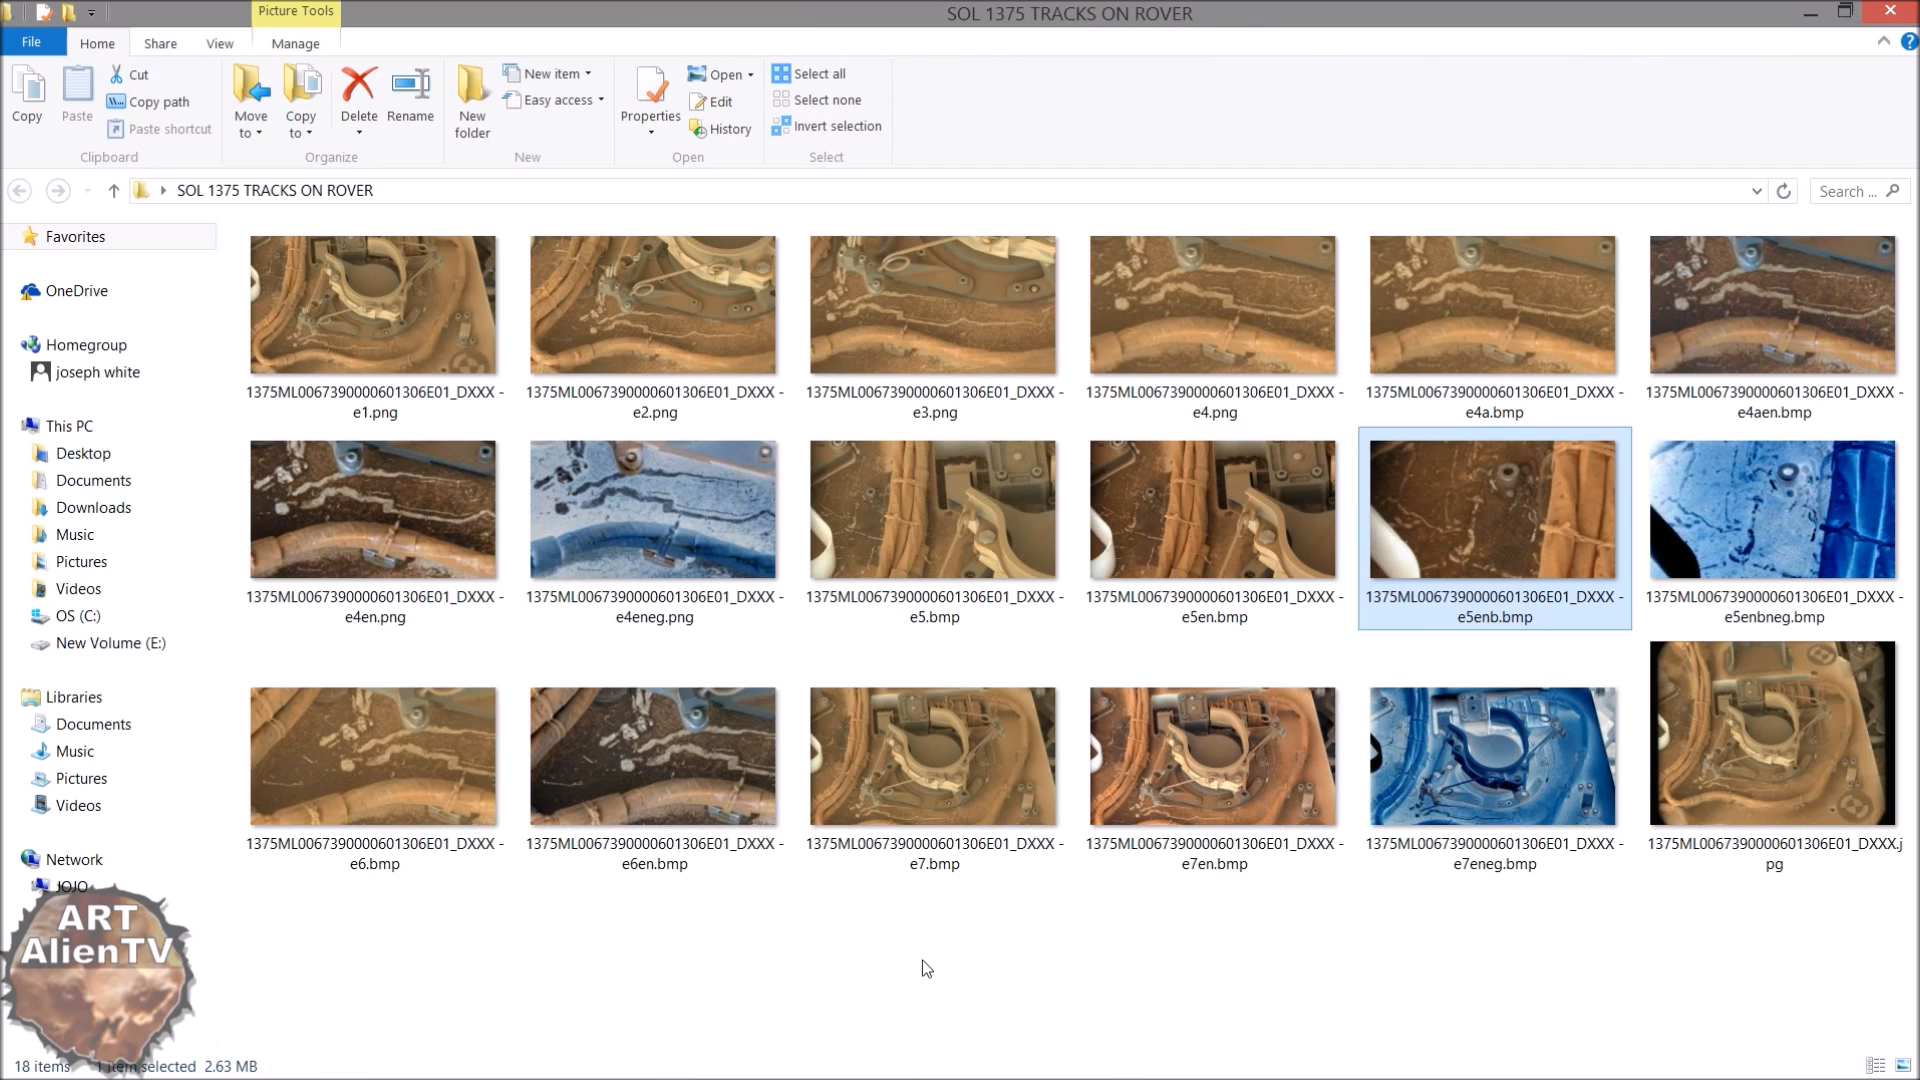 Picture Tools
SOL 1375 TRACKS ON ROVER
File
Home
Share
View
Manage
Copy
Paste
Cut
Copy path
Paste shortcut
Clipboard
Move to
Copy to
Delete
Rename
Organize
New folder
New item
Easy access
New
Properties
Open
Edit
History
Open
Select all
Select none
Invert selection
Select
SOL 1375 TRACKS ON ROVER
Search ...
Favorites
OneDrive
Homegroup
joseph white
This PC
Desktop
Documents
Downloads
Music
Pictures
Videos
OS (C:)
New Volume (E:)
Libraries
Documents
Music
Pictures
Videos
Network
JOJO
1375ML0067390000601306E01_DXXX -
e1.png
1375ML0067390000601306E01_DXXX -
e2.png
1375ML0067390000601306E01_DXXX -
e3.png
1375ML0067390000601306E01_DXXX -
e4.png
1375ML0067390000601306E01_DXXX -
e4a.bmp
1375ML0067390000601306E01_DXXX -
e4aen.bmp
1375ML0067390000601306E01_DXXX -
e4en.png
1375ML0067390000601306E01_DXXX -
e4eneg.png
1375ML0067390000601306E01_DXXX -
e5.bmp
1375ML0067390000601306E01_DXXX -
e5en.bmp
1375ML0067390000601306E01_DXXX -
e5enb.bmp
1375ML0067390000601306E01_DXXX -
e5enbneg.bmp
1375ML0067390000601306E01_DXXX -
e6.bmp
1375ML0067390000601306E01_DXXX -
e6en.bmp
1375ML0067390000601306E01_DXXX -
e7.bmp
1375ML0067390000601306E01_DXXX -
e7en.bmp
1375ML0067390000601306E01_DXXX -
e7eneg.bmp
1375ML0067390000601306E01_DXXX.j
pg
ART
AlienTV
18 items 1 item selected 2.63 MB